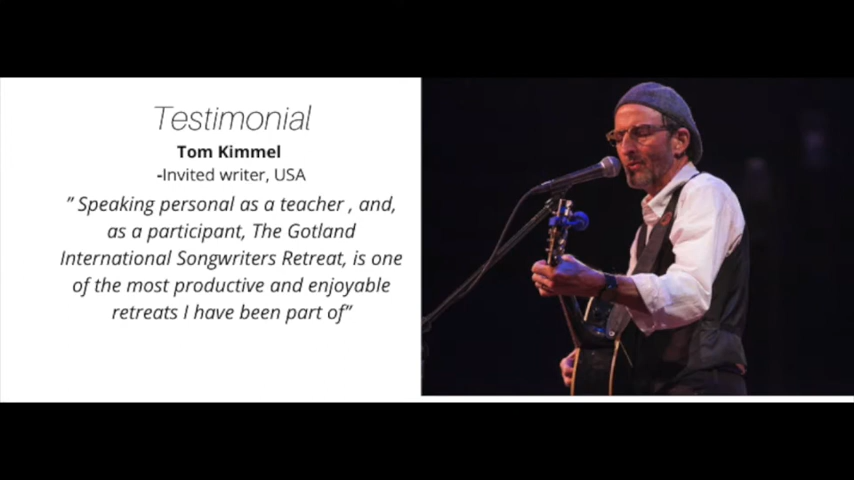 Testimonial
Tom Kimmel
-Invited writer, USA
” Speaking personal as a teacher , and,
as a participant, The Gotland
International Songwriters Retreat, is one
of the most productive and enjoyable
retreats I have been part of”